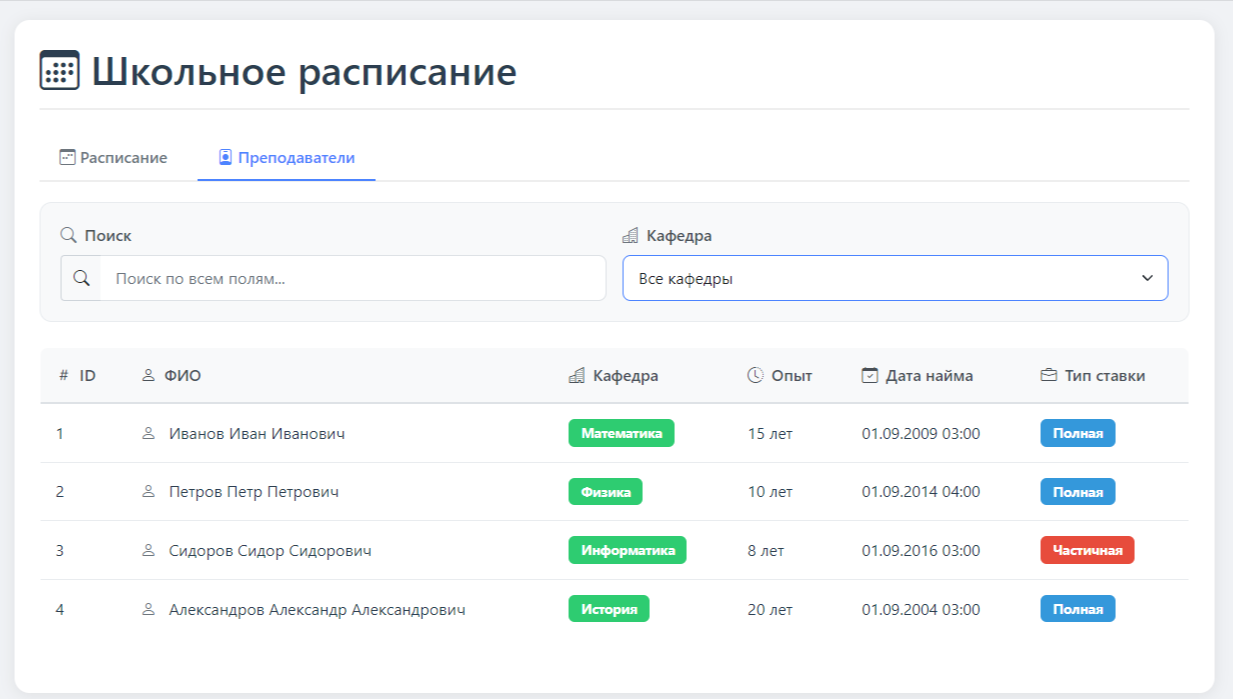 Школьное расписание
Расписание Преподаватели
Поиск Кафедра
Поиск по всем полям... Все кафедры
# ID ФИО Кафедра Опыт Дата найма Тип ставки
1 Иванов Иван Иванович Математика 15 лет 01.09.2009 03:00 Полная
2 Петров Петр Петрович Физика 10 лет 01.09.2014 04:00 Полная
3 Сидоров Сидор Сидорович Информатика 8 лет 01.09.2016 03:00 Частичная
4 Александров Александр Александрович История 20 лет 01.09.2004 03:00 Полная